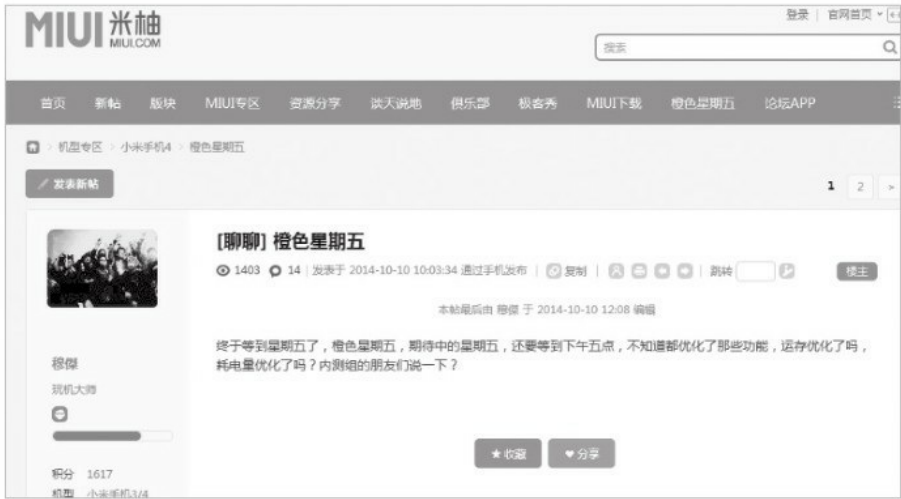 MIUI 米柚
MIUI.COM
登录 | 官网首页
搜索
首页 新帖 版块 MIUI专区 资源分享 谈天说地 俱乐部 极客秀 MIUI下载 橙色星期五 论坛APP
机型专区 > 小米手机4 > 橙色星期五
发表新帖
1 2 >
[聊聊] 橙色星期五
1403 14 | 发表于 2014-10-10 10:03:34 通过手机发布 | 复制 | 跳转 楼主
本帖最后由 穆傑 于 2014-10-10 12:08 编辑
终于等到星期五了，橙色星期五，期待中的星期五，还要等到下午五点，不知道都优化了那些功能，运存优化了吗，
耗电量优化了吗？内测组的朋友们说一下？
穆傑
玩机大师
收藏 分享
积分 1617
机型 小米手机3/4